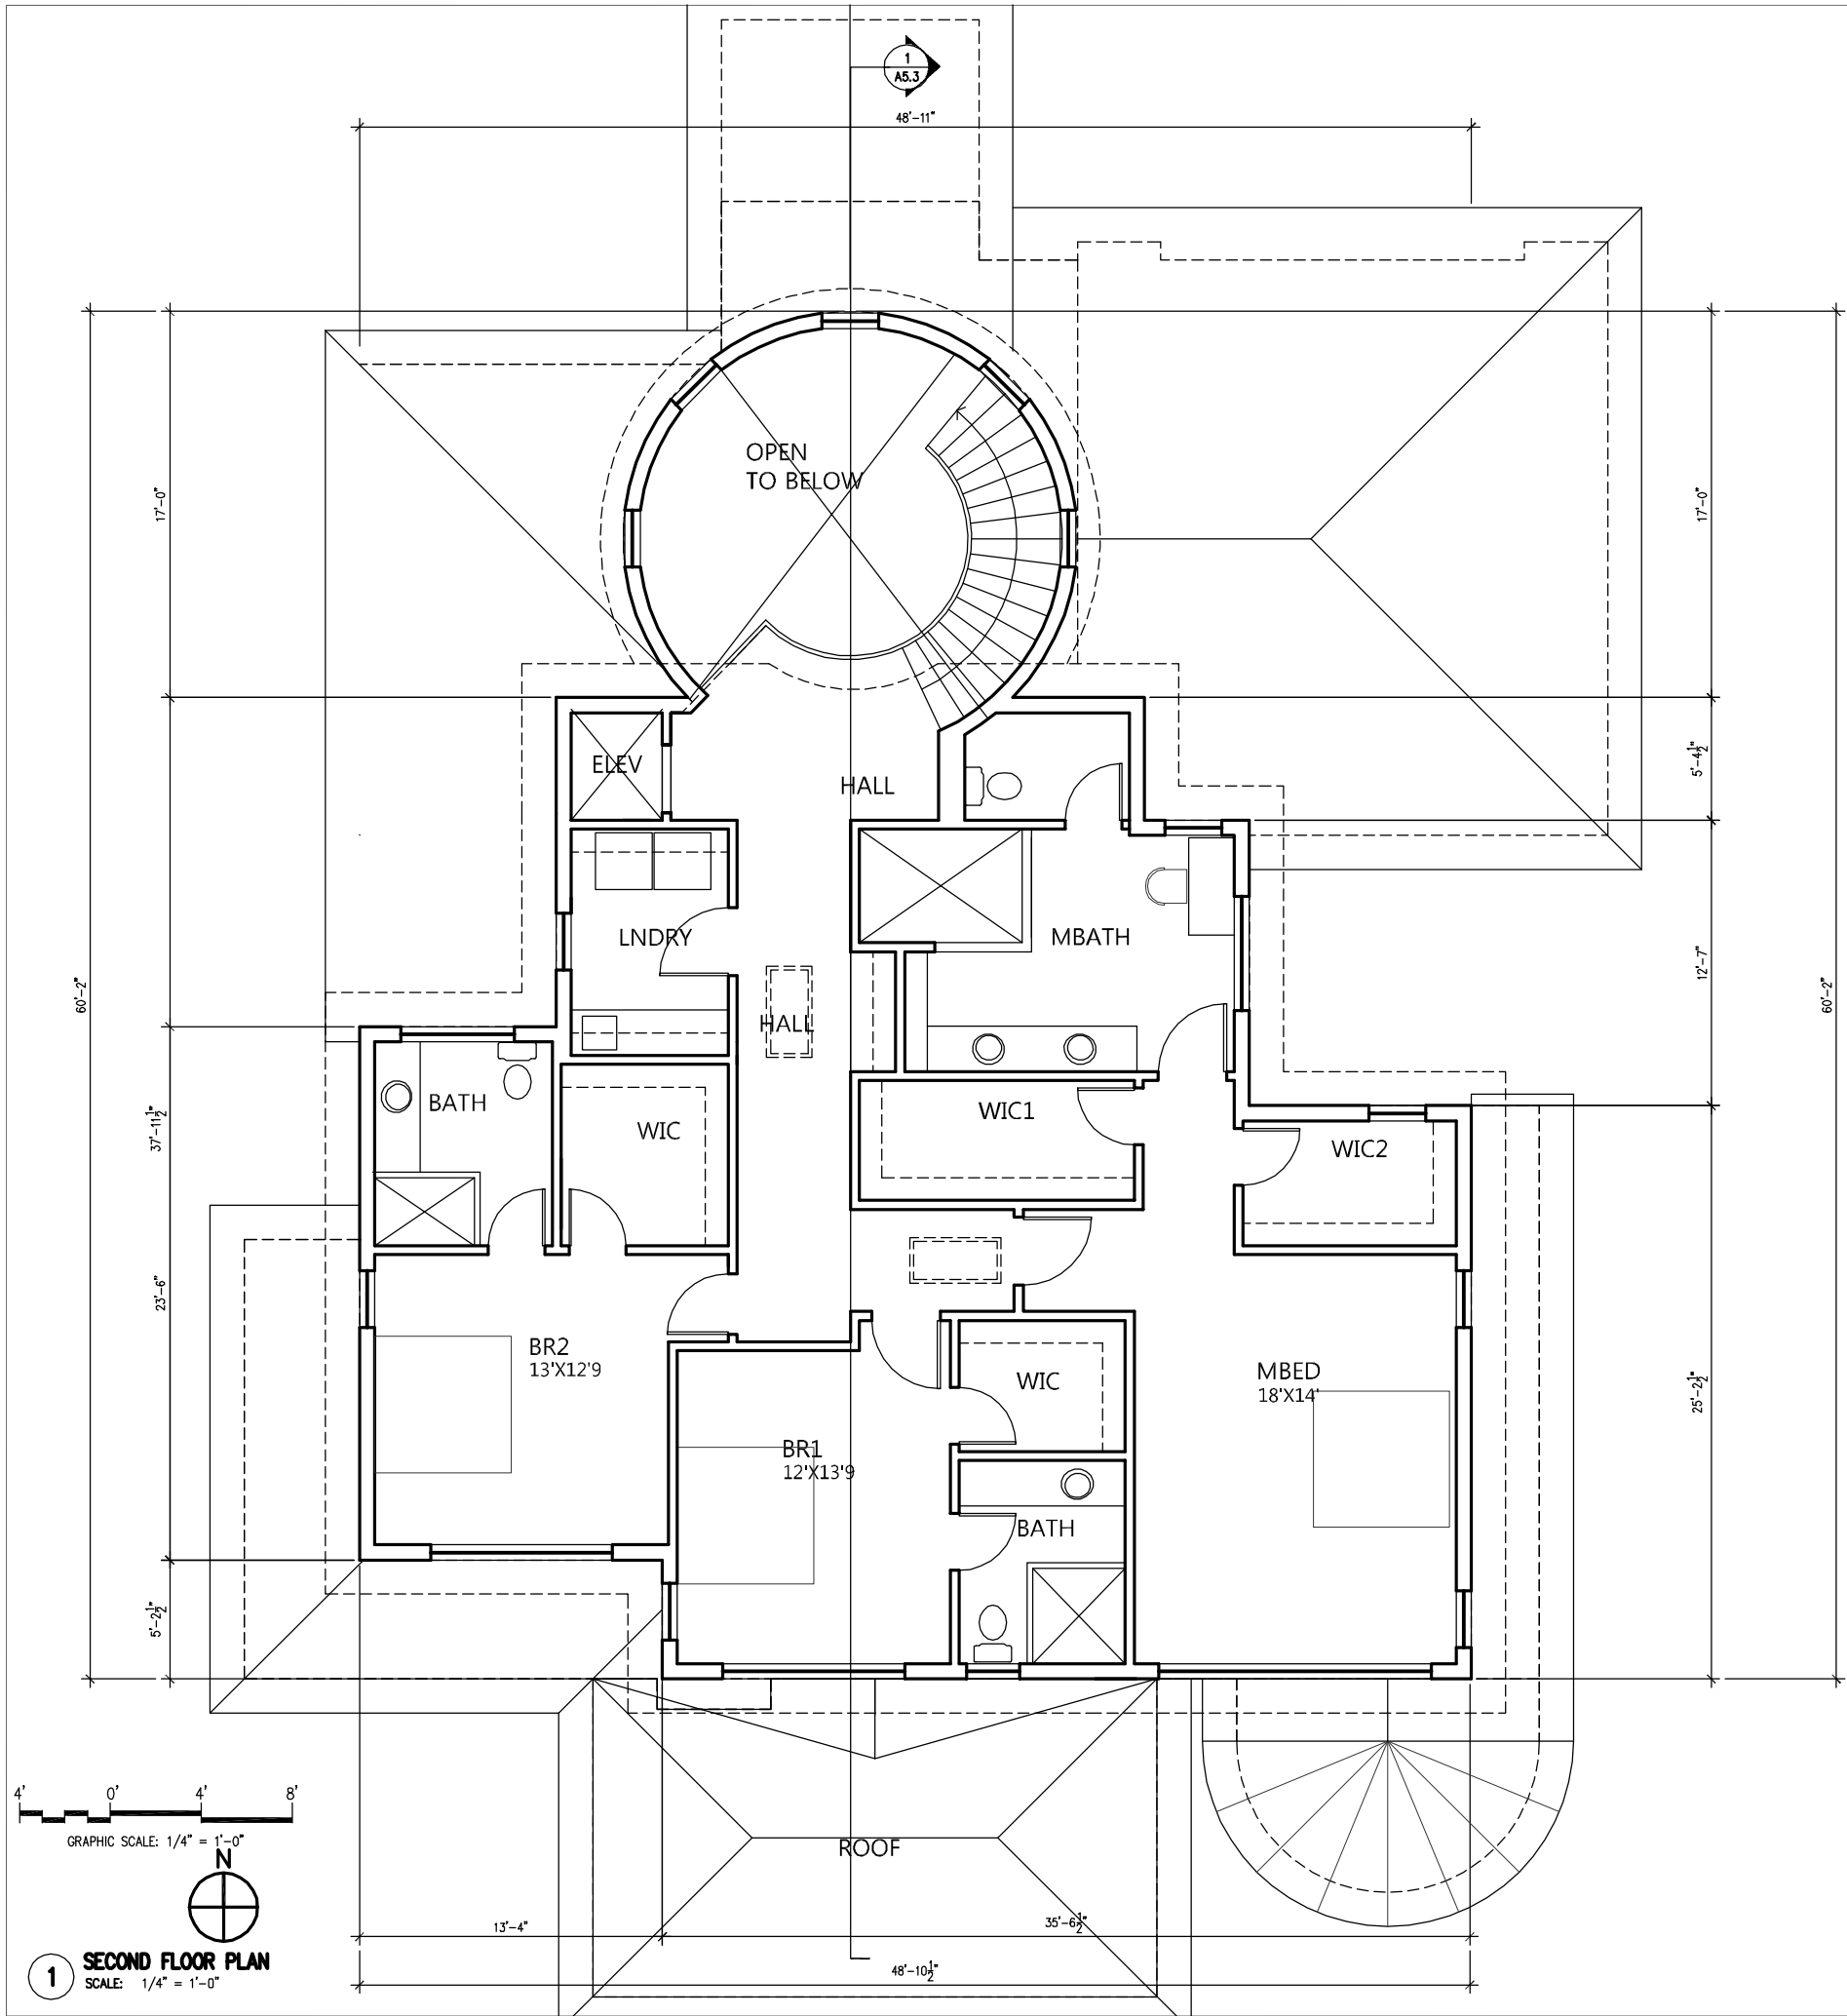 1
A5.3
48'-11"
OPEN
TO BELOW
17'-0"
17'-0"
ELEV
HALL
5'-4½"
LNDRY
MBATH
12'-7"
60'-2"
60'-2"
HALL
BATH
WIC
WIC1
WIC2
37'-11½"
23'-6"
BR2
13'X12'9
WIC
MBED
18'X14'
25'-2½"
BR1
12'X13'9
BATH
5'-2½"
4' 0' 4' 8'
GRAPHIC SCALE: 1/4" = 1'-0"
N
ROOF
13'-4"
35'-6½"
48'-10½"
1 SECOND FLOOR PLAN
SCALE: 1/4" = 1'-0"